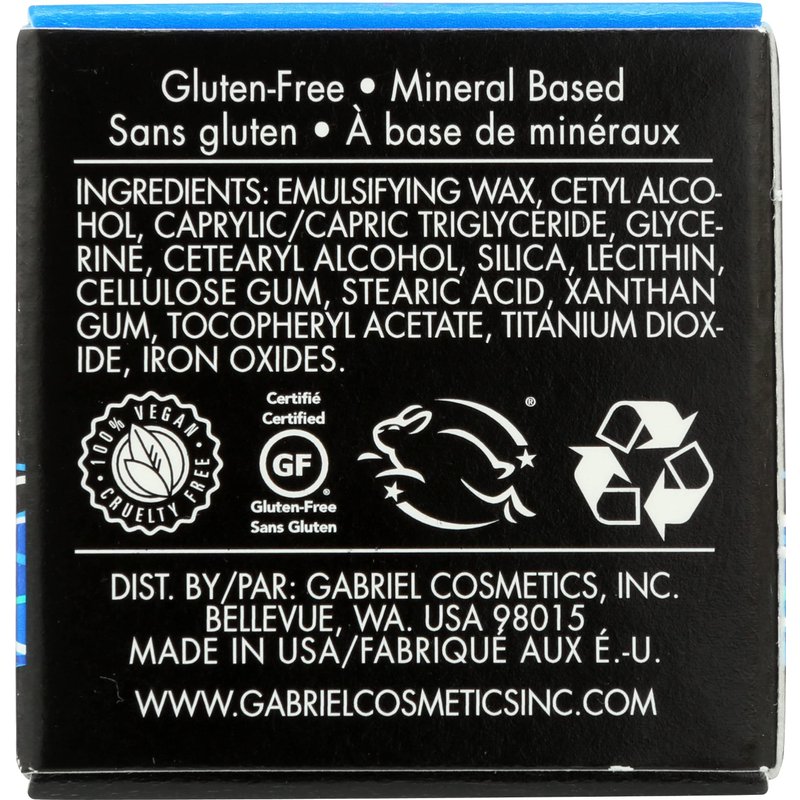 Gluten-Free • Mineral Based
Sans gluten • À base de minéraux
INGREDIENTS: EMULSIFYING WAX, CETYL ALCO-
HOL, CAPRYLIC/CAPRIC TRIGLYCERIDE, GLYCE-
RINE, CETEARYL ALCOHOL, SILICA, LECITHIN,
CELLULOSE GUM, STEARIC ACID, XANTHAN
GUM, TOCOPHERYL ACETATE, TITANIUM DIOX-
IDE, IRON OXIDES.
100% VEGAN
CRUELTY FREE
Certifié
Certified
GF®
Gluten-Free
Sans Gluten
®
DIST. BY/PAR: GABRIEL COSMETICS, INC.
BELLEVUE, WA. USA 98015
MADE IN USA/FABRIQUÉ AUX É.-U.
WWW.GABRIELCOSMETICSINC.COM